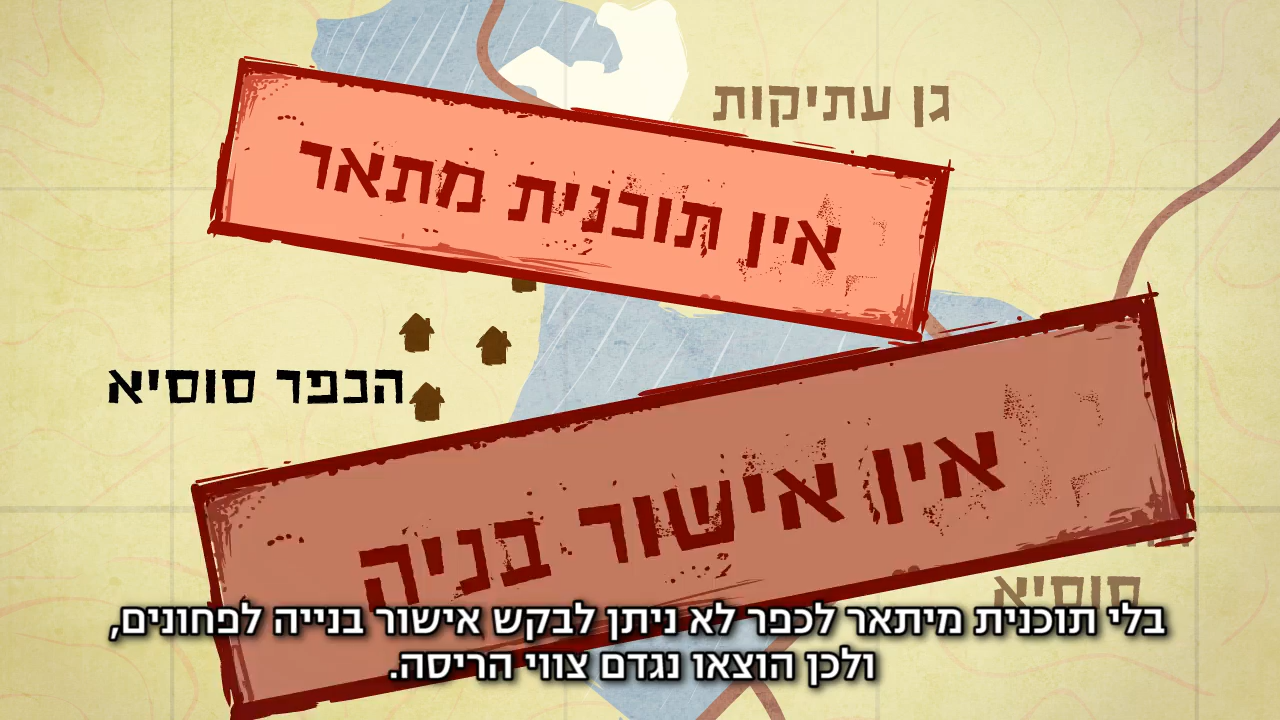 גן עתיקות
אין תוכנית מתאר
הכפר סוסיא
אין אישור בניה
סוסיא
בלי תוכנית מיתאר לכפר לא ניתן לבקש אישור בנייה לפחונים,
ולכן הוצאו נגדם צווי הריסה.